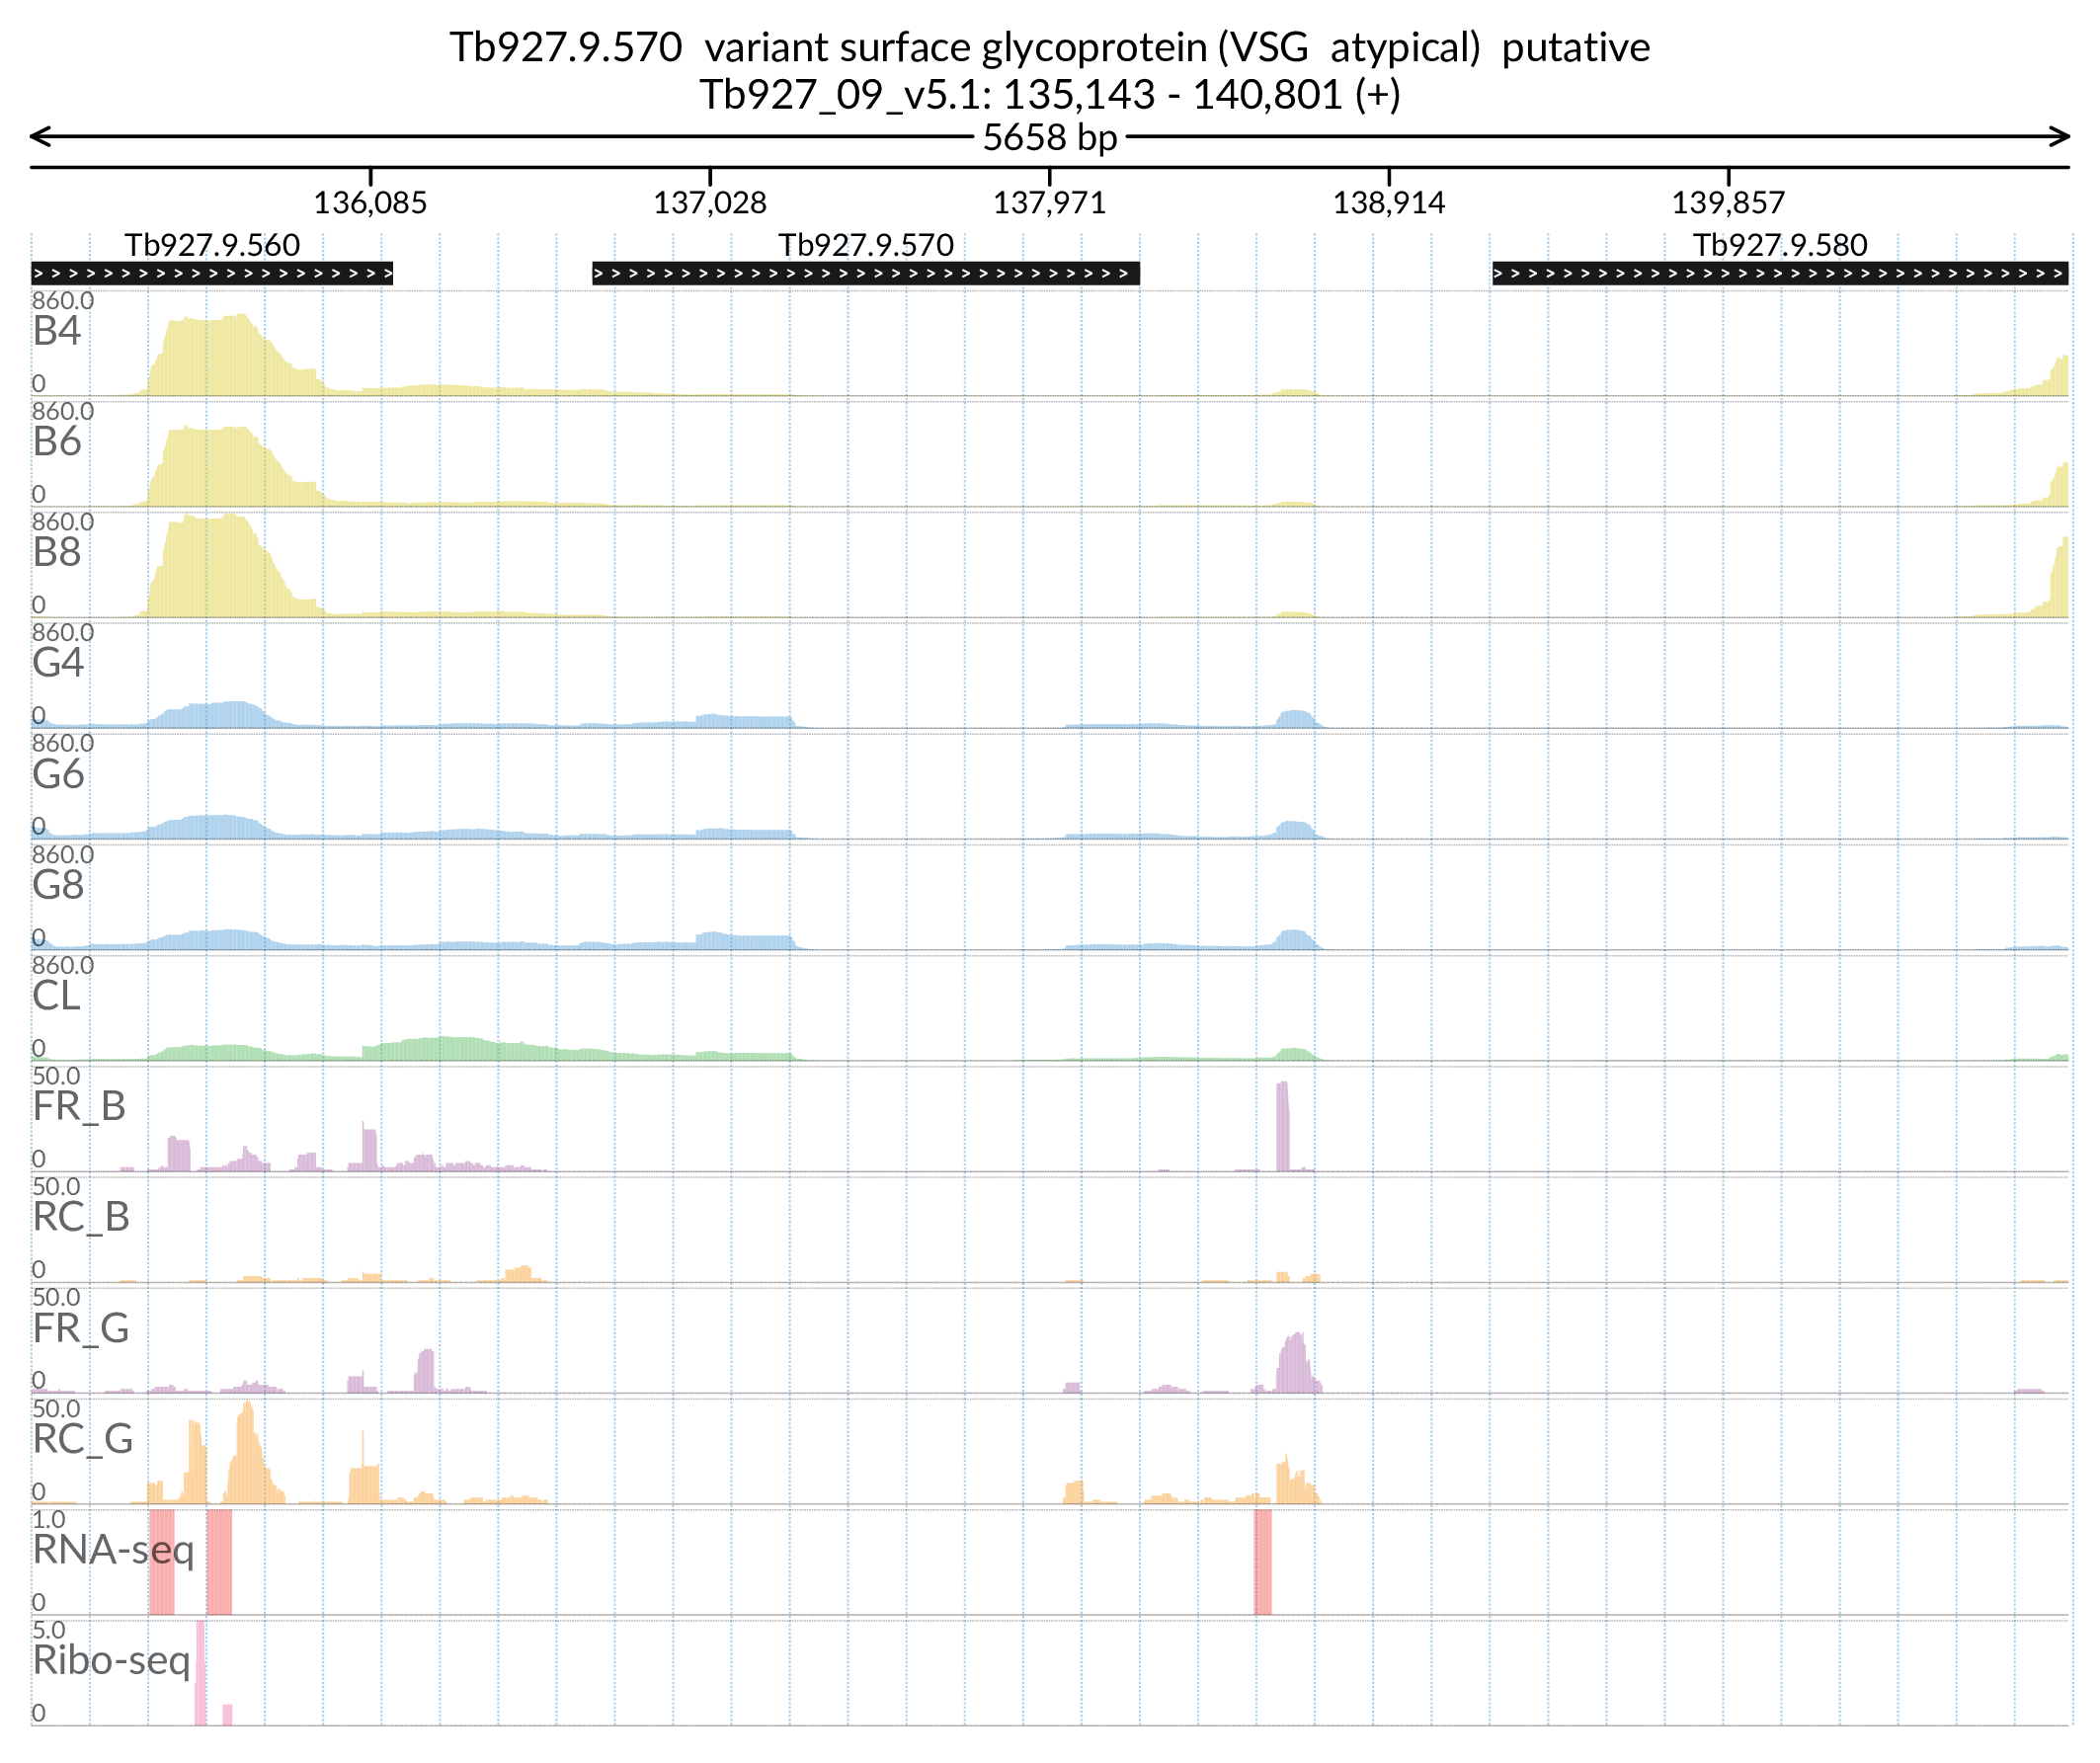 Tb927.9.570 variant surface glycoprotein (VSG atypical) putative
Tb927_09_v5.1: 135,143 - 140,801 (+)
5658 bp
136,085 137,028 137,971 138,914 139,857
Tb927.9.560 Tb927.9.570 Tb927.9.580
860.0
B4
0
860.0
B6
0
860.0
B8
0
860.0
G4
0
860.0
G6
0
860.0
G8
0
860.0
CL
0
50.0
FR_B
0
50.0
RC_B
0
50.0
FR_G
0
50.0
RC_G
0
1.0
RNA-seq
0
5.0
Ribo-seq
0